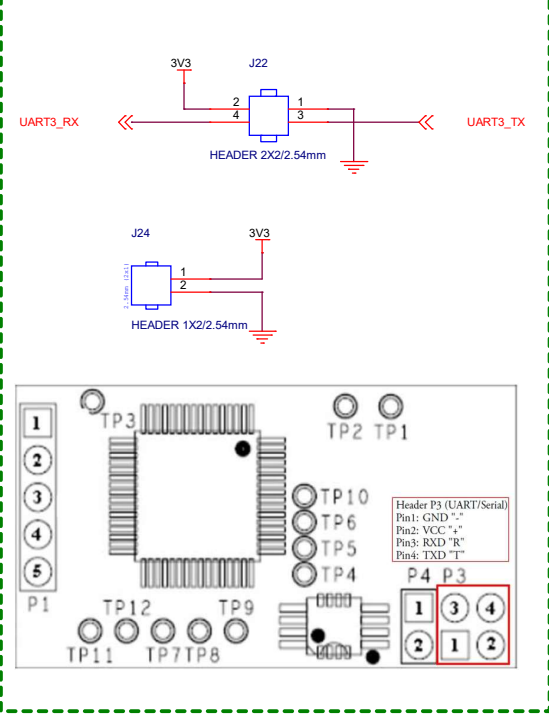 3V3
J22
2
1
4
3
UART3_RX
UART3_TX
HEADER 2X2/2.54mm
J24
3V3
2.54mm (2x1)
1
2
HEADER 1X2/2.54mm
1
2
3
4
5
P1
TP3
TP2 TP1
TP10
TP6
TP5
TP4
Header P3 (UART/Serial)
Pin1: GND "-"
Pin2: VCC "+"
Pin3: RXD "R"
Pin4: TXD "T"
P4 P3
1 3 4
2 1 2
TP12
TP9
TP11
TP7TP8